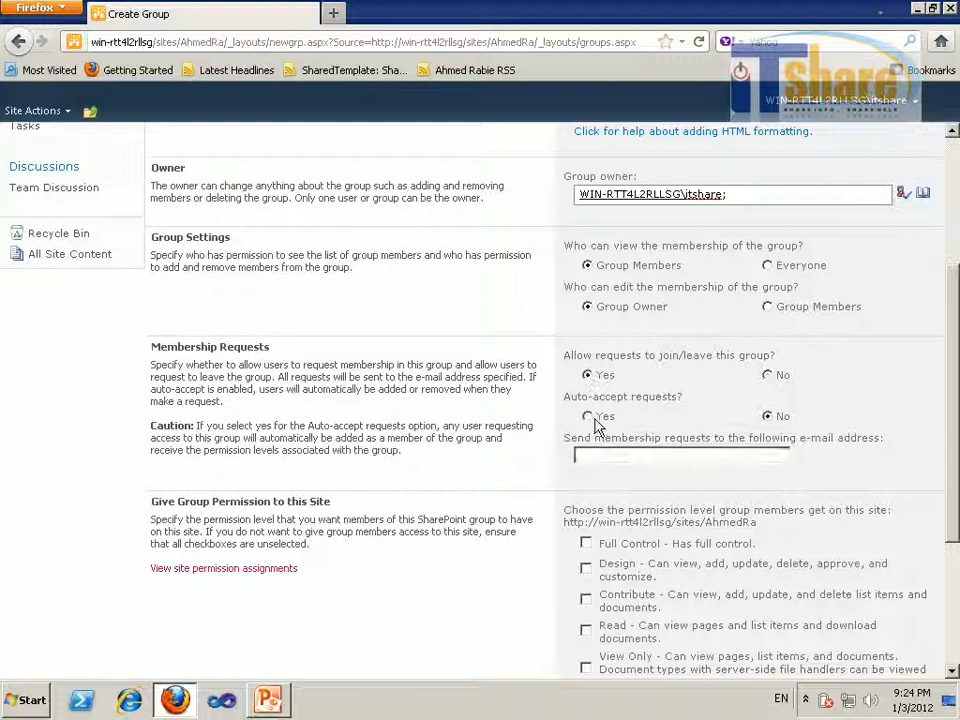 Firefox
Create Group
win-rtt4l2rllsg/sites/AhmedRa/_layouts/newgrp.aspx?Source=http://win-rtt4l2rllsg/sites/AhmedRa/_layouts/groups.aspx
Yahoo
Most Visited
Getting Started
Latest Headlines
SharedTemplate: Sha...
Ahmed Rabie RSS
Bookmarks
IT Share
SHARE INFO . SHARE HELP
Site Actions
WIN-RTT4L2RLLSG\itshare
Tasks
Discussions
Team Discussion
Recycle Bin
All Site Content
Click for help about adding HTML formatting.
Owner
The owner can change anything about the group such as adding and removing
members or deleting the group. Only one user or group can be the owner.
Group owner:
WIN-RTT4L2RLLSG\itshare;
Group Settings
Specify who has permission to see the list of group members and who has permission
to add and remove members from the group.
Who can view the membership of the group?
Group Members
Everyone
Who can edit the membership of the group?
Group Owner
Group Members
Membership Requests
Specify whether to allow users to request membership in this group and allow users to
request to leave the group. All requests will be sent to the e-mail address specified. If
auto-accept is enabled, users will automatically be added or removed when they
make a request.
Caution: If you select yes for the Auto-accept requests option, any user requesting
access to this group will automatically be added as a member of the group and
receive the permission levels associated with the group.
Allow requests to join/leave this group?
Yes
No
Auto-accept requests?
Yes
No
Send membership requests to the following e-mail address:
Give Group Permission to this Site
Specify the permission level that you want members of this SharePoint group to have
on this site. If you do not want to give group members access to this site, ensure
that all checkboxes are unselected.
View site permission assignments
Choose the permission level group members get on this site:
http://win-rtt4l2rllsg/sites/AhmedRa
Full Control - Has full control.
Design - Can view, add, update, delete, approve, and
customize.
Contribute - Can view, add, update, and delete list items and
documents.
Read - Can view pages and list items and download
documents.
View Only - Can view pages, list items, and documents.
Document types with server-side file handlers can be viewed
Start
EN
9:24 PM
1/3/2012